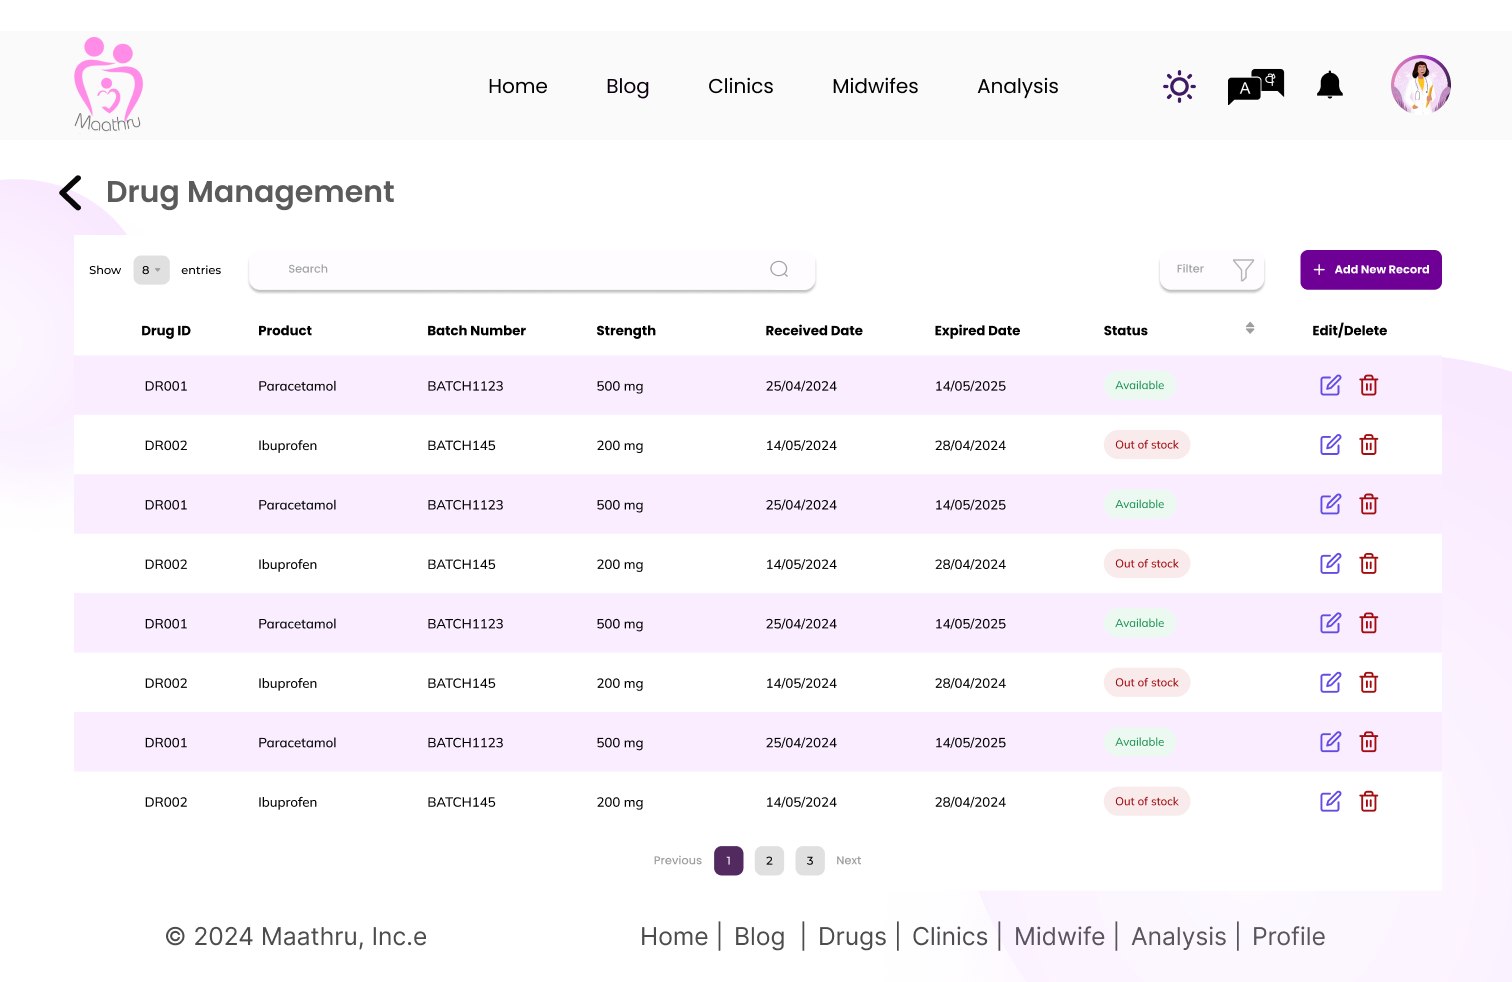 Maathru
Home Blog Clinics Midwifes Analysis
A
Drug Management
Show 8 entries Search Filter + Add New Record
Drug ID Product Batch Number Strength Received Date Expired Date Status Edit/Delete
DR001 Paracetamol BATCH1123 500 mg 25/04/2024 14/05/2025 Available
DR002 Ibuprofen BATCH145 200 mg 14/05/2024 28/04/2024 Out of stock
DR001 Paracetamol BATCH1123 500 mg 25/04/2024 14/05/2025 Available
DR002 Ibuprofen BATCH145 200 mg 14/05/2024 28/04/2024 Out of stock
DR001 Paracetamol BATCH1123 500 mg 25/04/2024 14/05/2025 Available
DR002 Ibuprofen BATCH145 200 mg 14/05/2024 28/04/2024 Out of stock
DR001 Paracetamol BATCH1123 500 mg 25/04/2024 14/05/2025 Available
DR002 Ibuprofen BATCH145 200 mg 14/05/2024 28/04/2024 Out of stock
Previous 1 2 3 Next
© 2024 Maathru, Inc.e Home | Blog | Drugs | Clinics | Midwife | Analysis | Profile